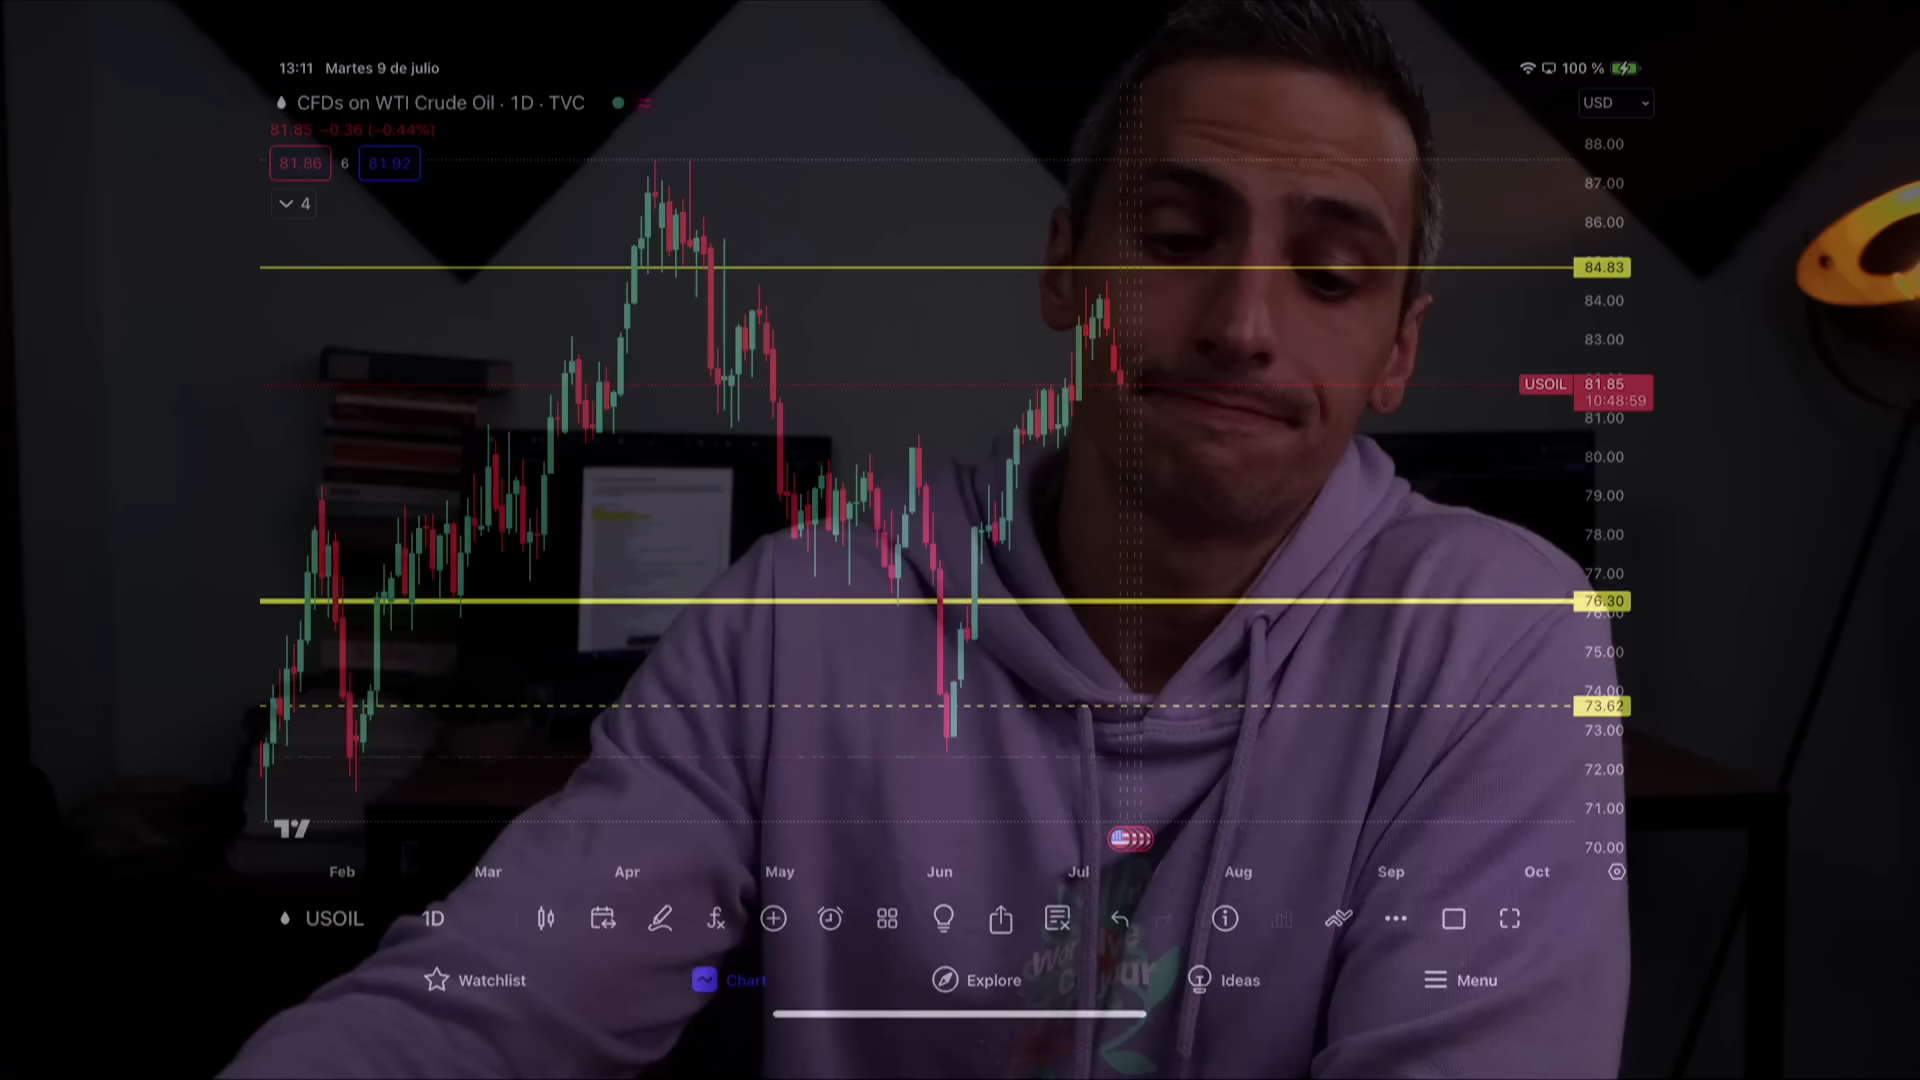 13:11 Martes 9 de julio
100 %
CFDs on WTI Crude Oil · 1D · TVC
USD
81.85 −0.36 (−0.44%)
81.86 6 81.92
4
88.00
87.00
86.00
84.83
84.00
83.00
USOIL 81.85
10:48:59
81.00
80.00
79.00
78.00
77.00
76.30
76.00
75.00
74.00
73.62
73.00
72.00
71.00
70.00
Feb Mar Apr May Jun Jul Aug Sep Oct
USOIL 1D
Watchlist Chart Explore Ideas Menu